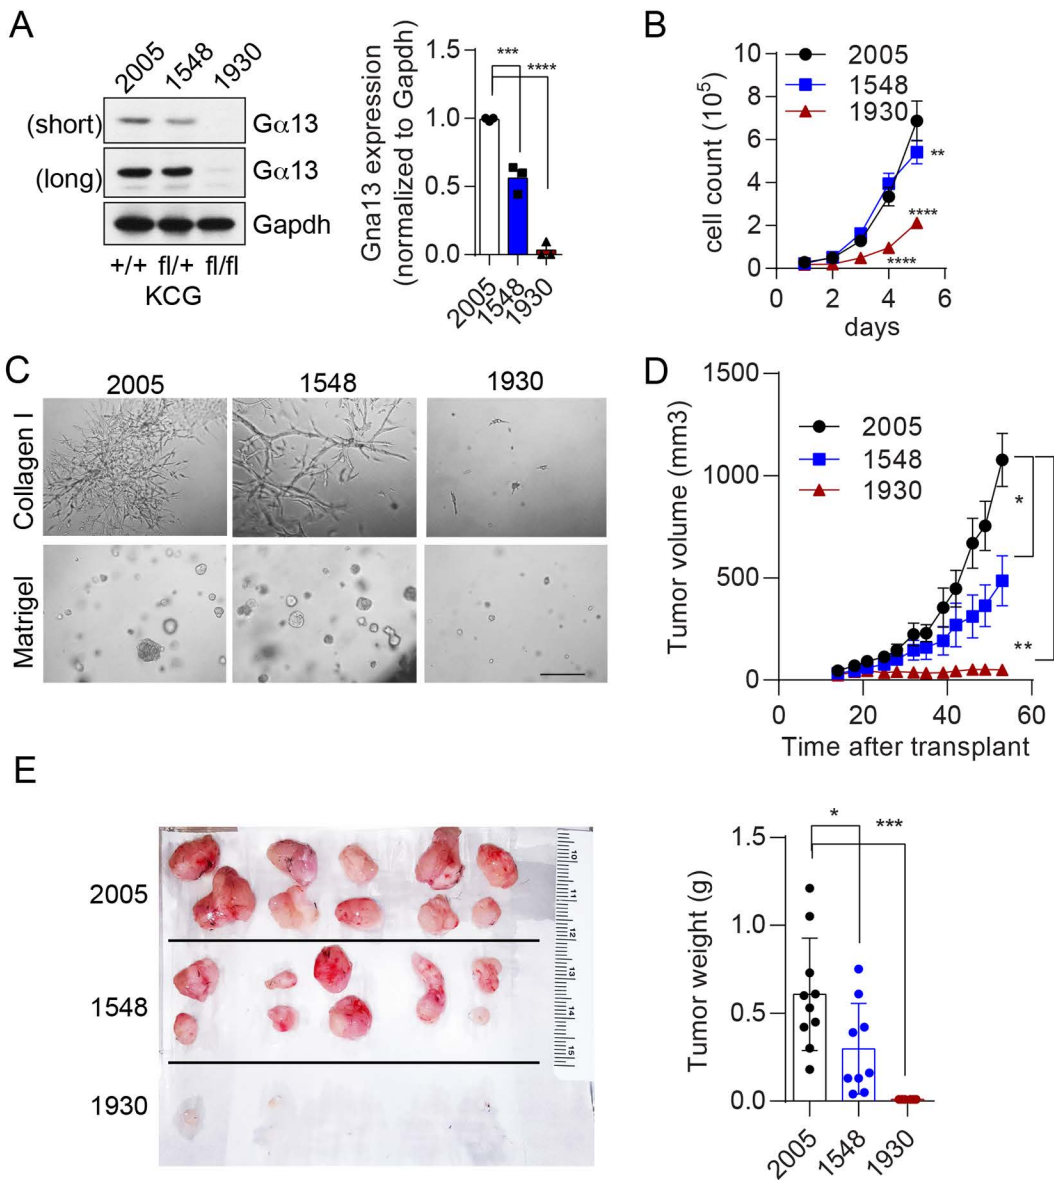 A
2005 1548 1930
(short) Gα13
(long) Gα13
Gapdh
+/+ fl/+ fl/fl
KCG
Gna13 expression
(normalized to Gapdh)
1.5
1.0
0.5
0.0
***
****
2005
1548
1930
B
cell count (10⁵)
10
8
6
4
2
0
2005
1548
1930
**
****
****
0 2 4 6
days
C
2005 1548 1930
Collagen I
Matrigel
D
Tumor volume (mm3)
1500
1000
500
0
2005
1548
1930
*
**
0 20 40 60
Time after transplant
E
2005
1548
1930
10
11
12
13
14
15
Tumor weight (g)
1.5
1.0
0.5
0.0
*
***
2005
1548
1930